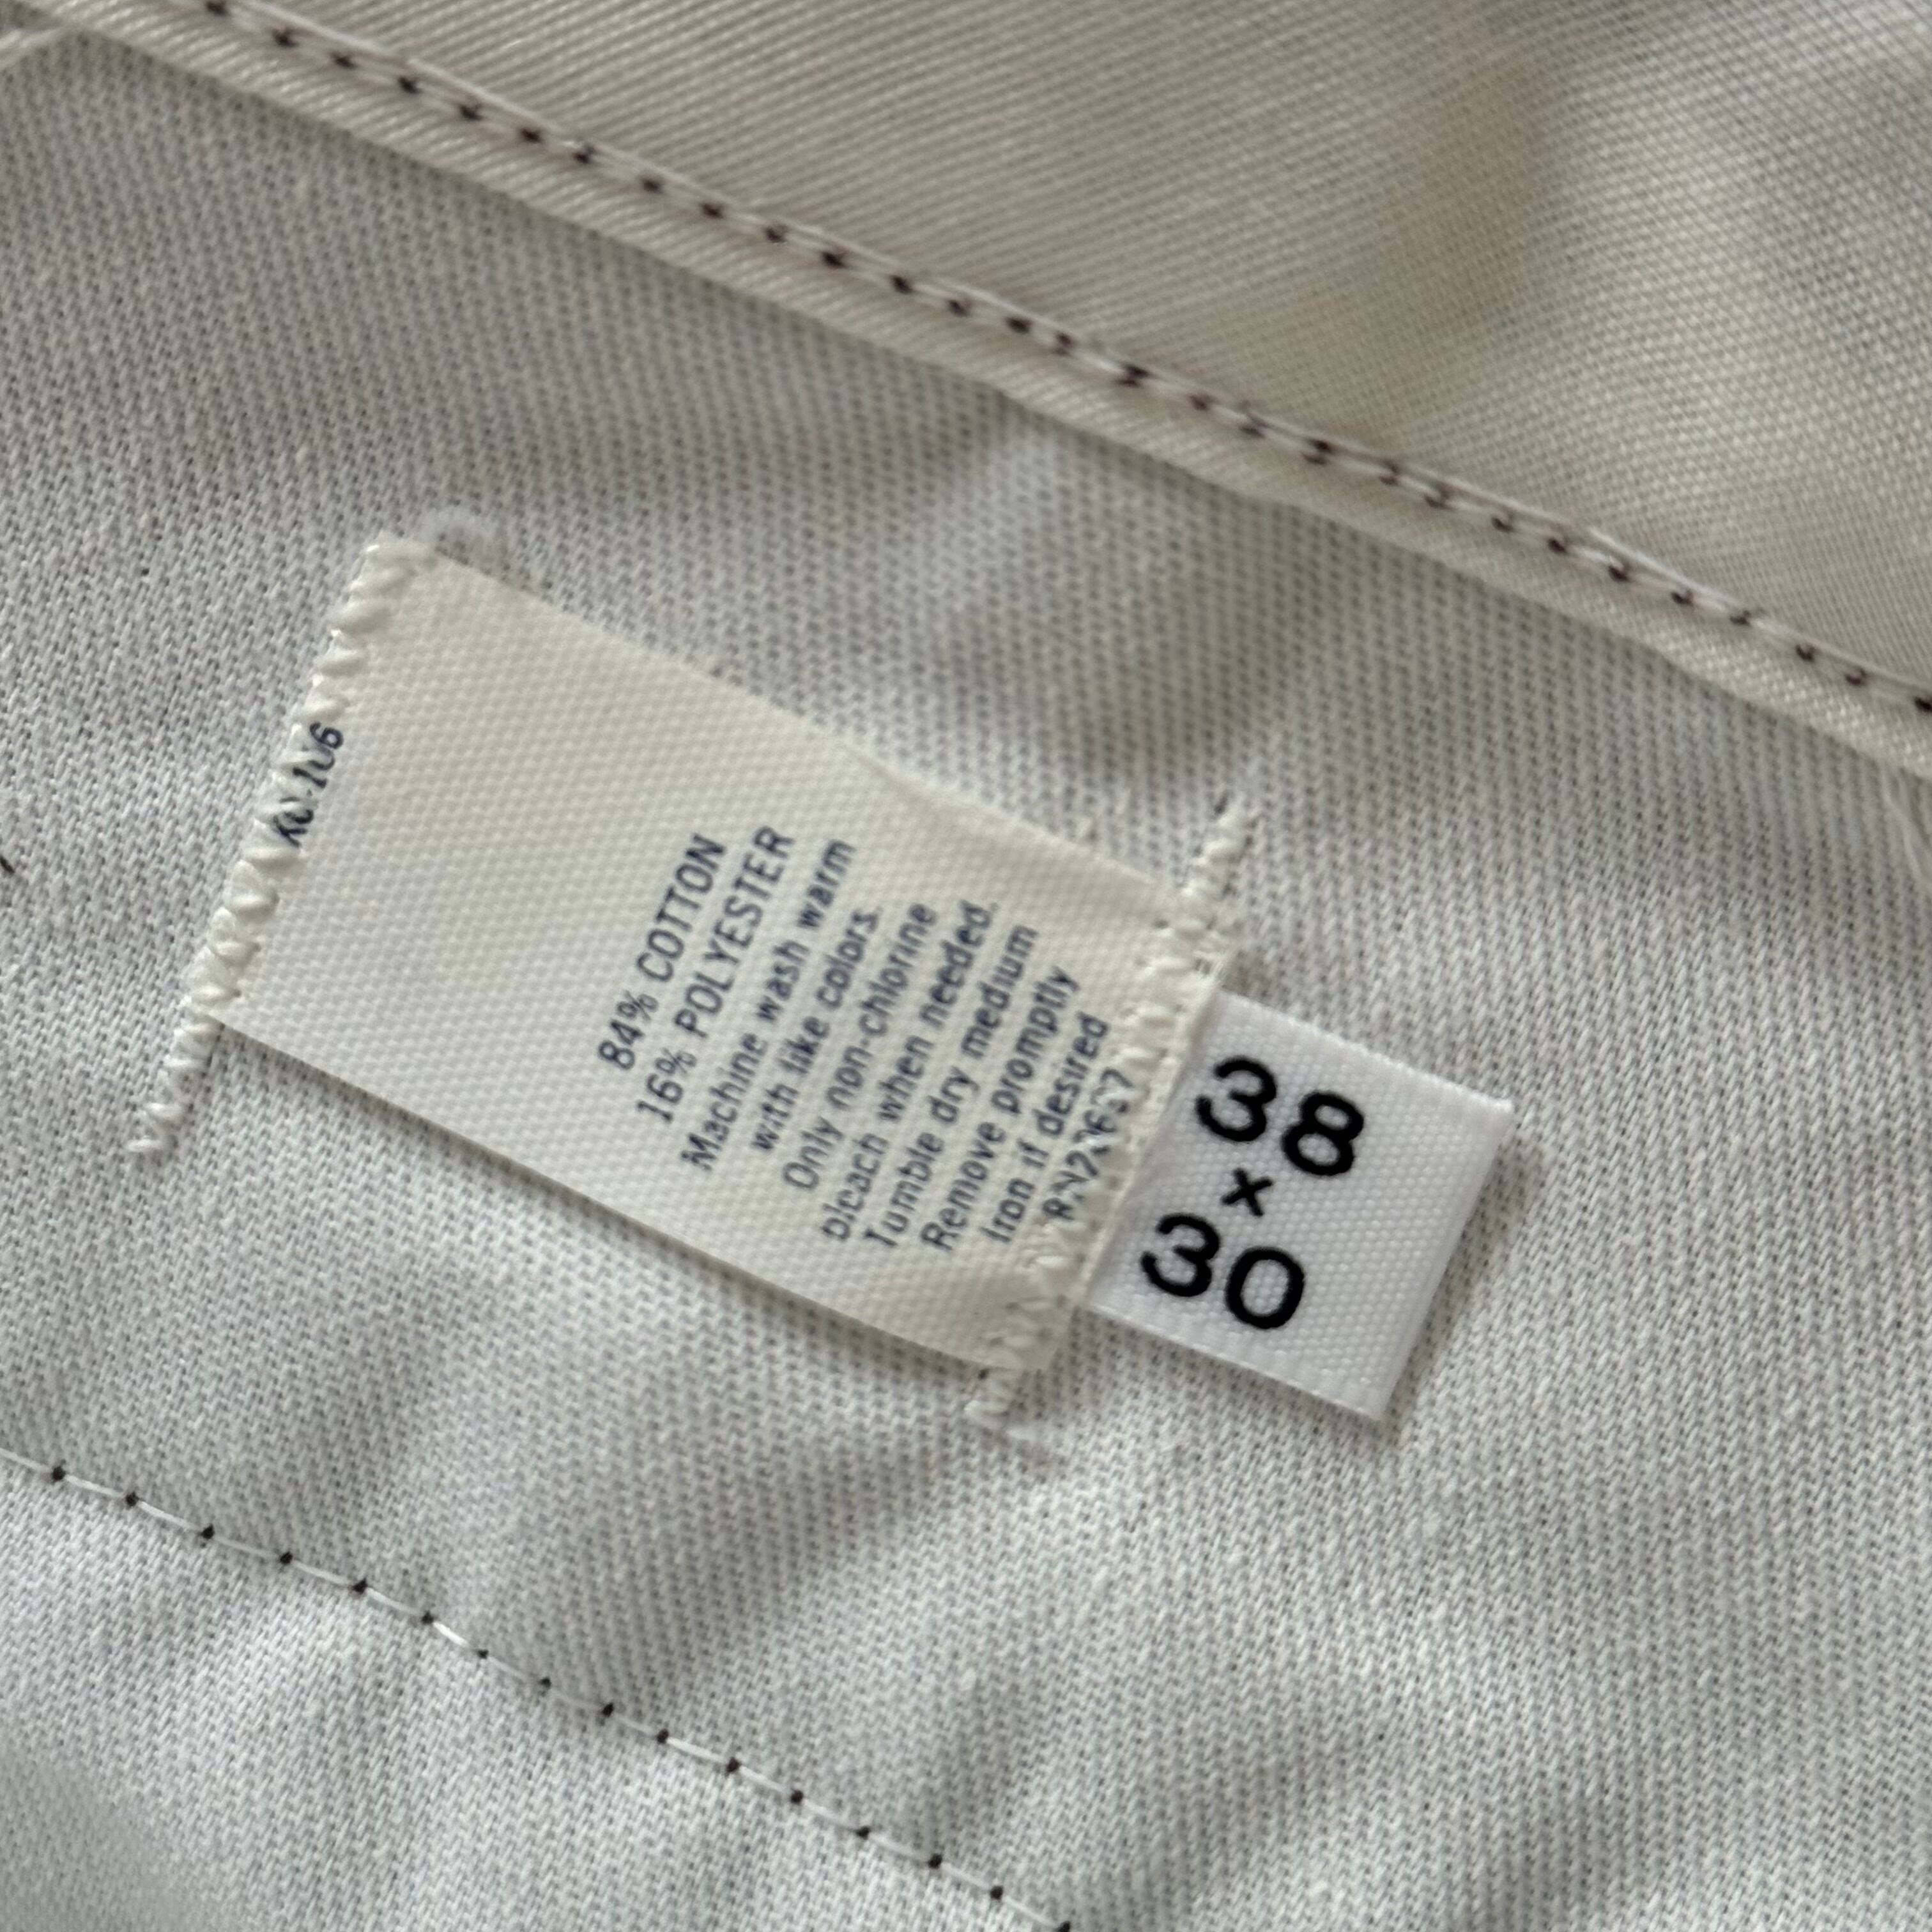 84% COTTON
16% POLYESTER
Machine wash warm
with like colors.
Only non-chlorine
bleach when needed.
Tumble dry medium
Remove promptly
Iron if desired
38
x
30